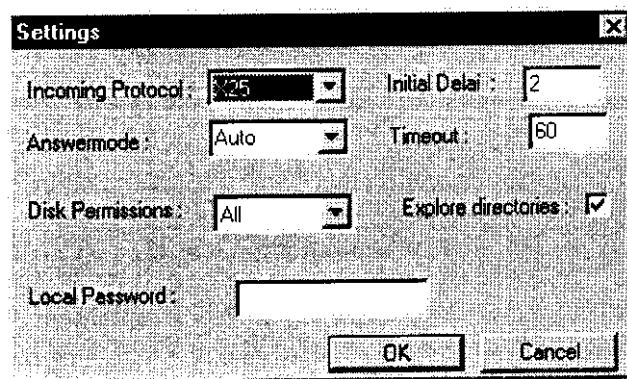 Settings
Incoming Protocol : X25 Initial Delai : 2
Answermode : Auto Timeout : 60
Disk Permissions : All Explore directories :
Local Password :
OK Cancel